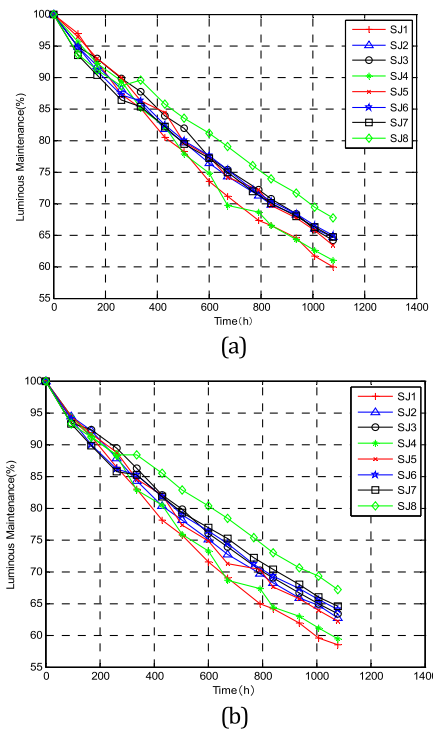 100
95
90
85
80
75
70
65
60
55
Luminous Maintenance(%)
0 200 400 600 800 1000 1200 1400
Time(h)
SJ1
SJ2
SJ3
SJ4
SJ5
SJ6
SJ7
SJ8
(a)
100
95
90
85
80
75
70
65
60
55
Luminous Maintenance(%)
0 200 400 600 800 1000 1200 1400
Time(h)
SJ1
SJ2
SJ3
SJ4
SJ5
SJ6
SJ7
SJ8
(b)